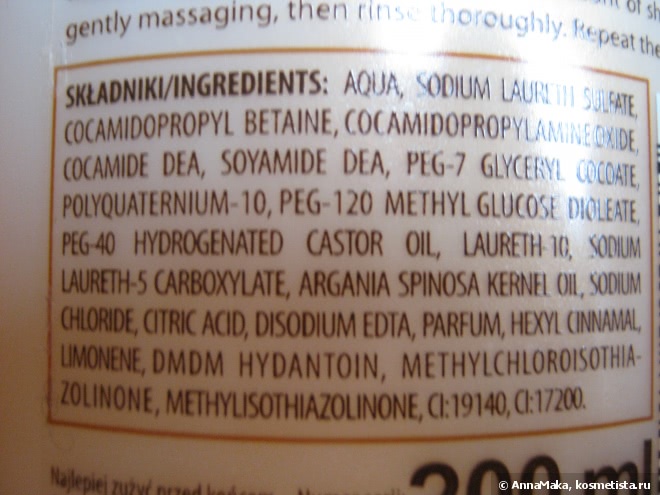 gently massaging, then rinse thoroughly. Repeat the
SKŁADNIKI/INGREDIENTS: AQUA, SODIUM LAURETH SULFATE,
COCAMIDOPROPYL BETAINE, COCAMIDOPROPYLAMINE OXIDE,
COCAMIDE DEA, SOYAMIDE DEA, PEG-7 GLYCERYL COCOATE,
POLYQUATERNIUM-10, PEG-120 METHYL GLUCOSE DIOLEATE,
PEG-40 HYDROGENATED CASTOR OIL, LAURETH-10, SODIUM
LAURETH-5 CARBOXYLATE, ARGANIA SPINOSA KERNEL OIL, SODIUM
CHLORIDE, CITRIC ACID, DISODIUM EDTA, PARFUM, HEXYL CINNAMAL,
LIMONENE, DMDM HYDANTOIN, METHYLCHLOROISOTHIA-
ZOLINONE, METHYLISOTHIAZOLINONE, CI:19140, CI:17200.
Najlepiej zużyć przed końcem
ml
© AnnaMaka, kosmetista.ru